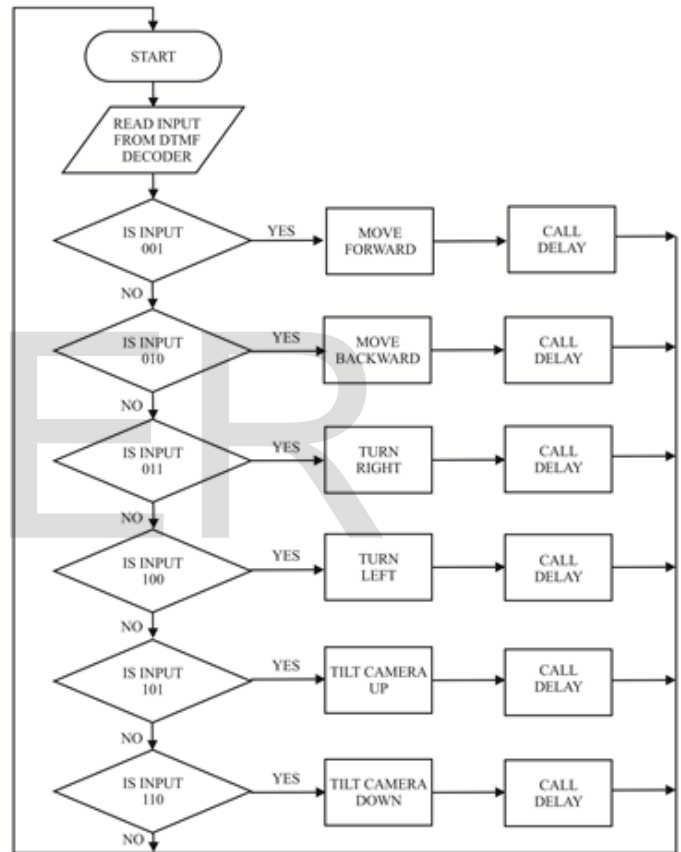 START
READ INPUT
FROM DTMF
DECODER
IS INPUT
001
YES
MOVE
FORWARD
CALL
DELAY
NO
IS INPUT
010
YES
MOVE
BACKWARD
CALL
DELAY
NO
IS INPUT
011
YES
TURN
RIGHT
CALL
DELAY
NO
IS INPUT
100
YES
TURN
LEFT
CALL
DELAY
NO
IS INPUT
101
YES
TILT CAMERA
UP
CALL
DELAY
NO
IS INPUT
110
YES
TILT CAMERA
DOWN
CALL
DELAY
NO
ER